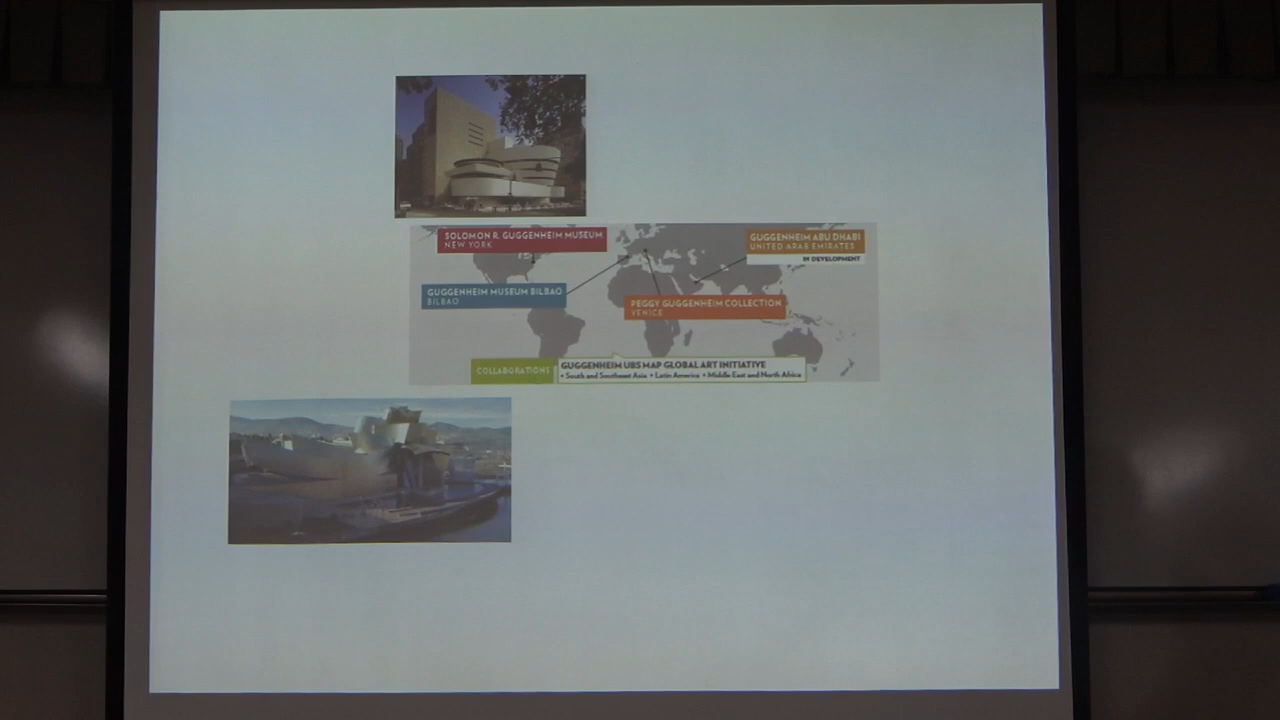 SOLOMON R. GUGGENHEIM MUSEUM
NEW YORK
GUGGENHEIM ABU DHABI
UNITED ARAB EMIRATES
IN DEVELOPMENT
GUGGENHEIM MUSEUM BILBAO
BILBAO
PEGGY GUGGENHEIM COLLECTION
VENICE
COLLABORATIONS
GUGGENHEIM UBS MAP GLOBAL ART INITIATIVE
• South and Southeast Asia • Latin America • Middle East and North Africa